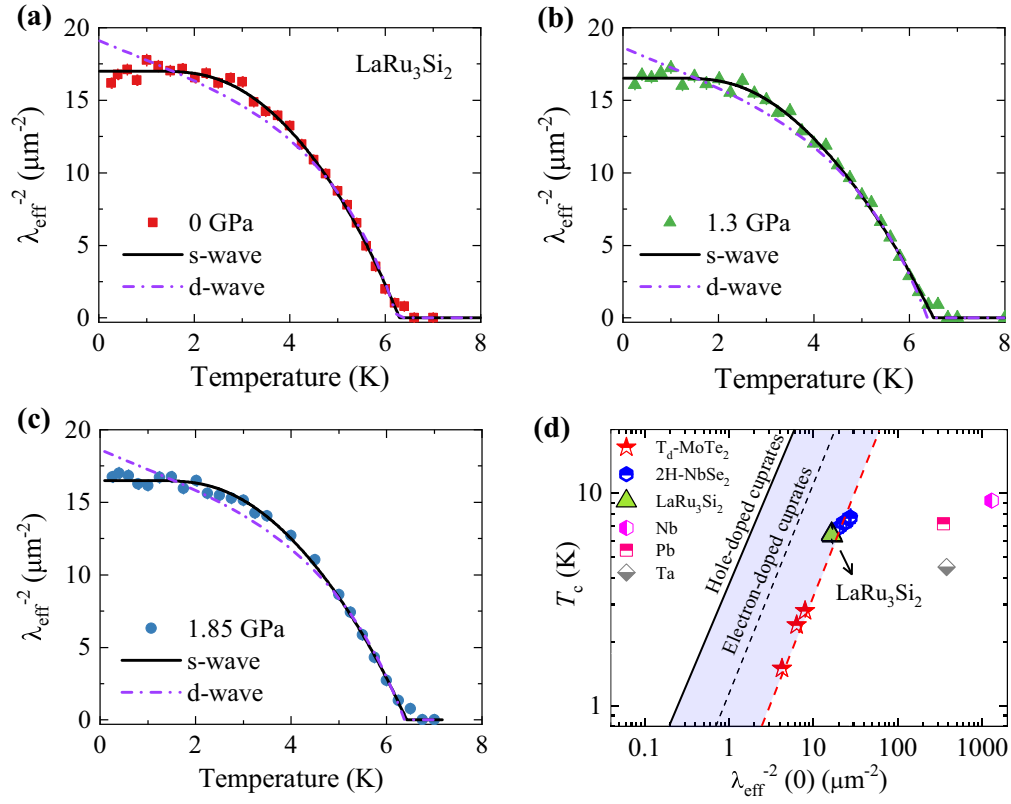 (a)
20
15
10
5
0
λeff⁻² (μm⁻²)
LaRu₃Si₂
0 GPa
s-wave
d-wave
0 2 4 6 8
Temperature (K)
(b)
20
15
10
5
0
λeff⁻² (μm⁻²)
1.3 GPa
s-wave
d-wave
0 2 4 6 8
Temperature (K)
(c)
20
15
10
5
0
λeff⁻² (μm⁻²)
1.85 GPa
s-wave
d-wave
0 2 4 6 8
Temperature (K)
(d)
10
1
Tc (K)
Td-MoTe₂
2H-NbSe₂
LaRu₃Si₂
Nb
Pb
Ta
Hole-doped cuprates
Electron-doped cuprates
LaRu₃Si₂
0.1 1 10 100 1000
λeff⁻² (0) (μm⁻²)